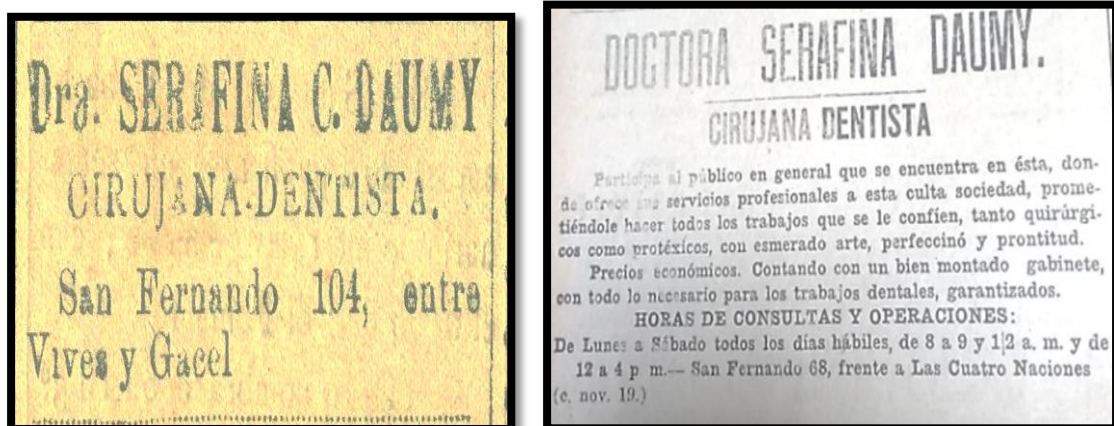 Dra. SERAFINA C. DAUMY
CIRUJANA-DENTISTA.
San Fernando 104, entre
Vives y Gacel
DOCTORA SERAFINA DAUMY.
CIRUJANA DENTISTA
Participa al público en general que se encuentra en ésta, don-
de ofrece sus servicios profesionales a esta culta sociedad, prome-
tiéndole hacer todos los trabajos que se le confíen, tanto quirúrgi-
cos como protéxicos, con esmerado arte, perfeccinó y prontitud.
Precios económicos. Contando con un bien montado gabinete,
con todo lo necesario para los trabajos dentales, garantizados.
HORAS DE CONSULTAS Y OPERACIONES:
De Lunes a Sábado todos los días hábiles, de 8 a 9 y 1|2 a. m. y de
12 a 4 p m.— San Fernando 68, frente a Las Cuatro Naciones
(c. nov. 19.)